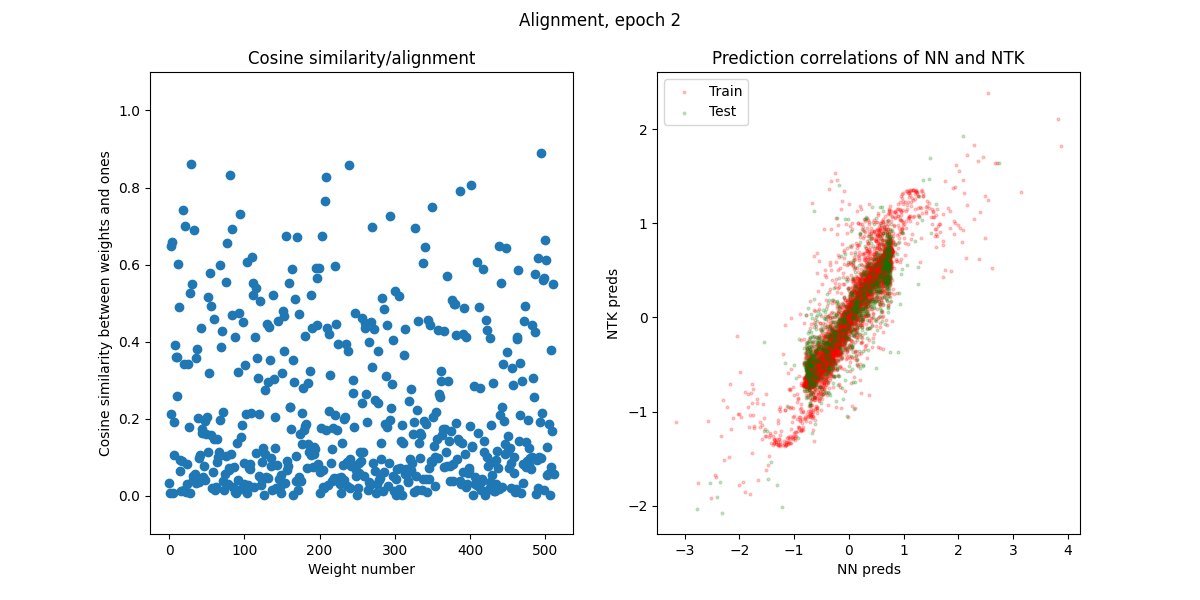 Alignment, epoch 2
Cosine similarity/alignment
Cosine similarity between weights and ones
1.0
0.8
0.6
0.4
0.2
0.0
0
100
200
300
400
500
Weight number
Prediction correlations of NN and NTK
Train
Test
NTK preds
2
1
0
−1
−2
−3
−2
−1
0
1
2
3
4
NN preds